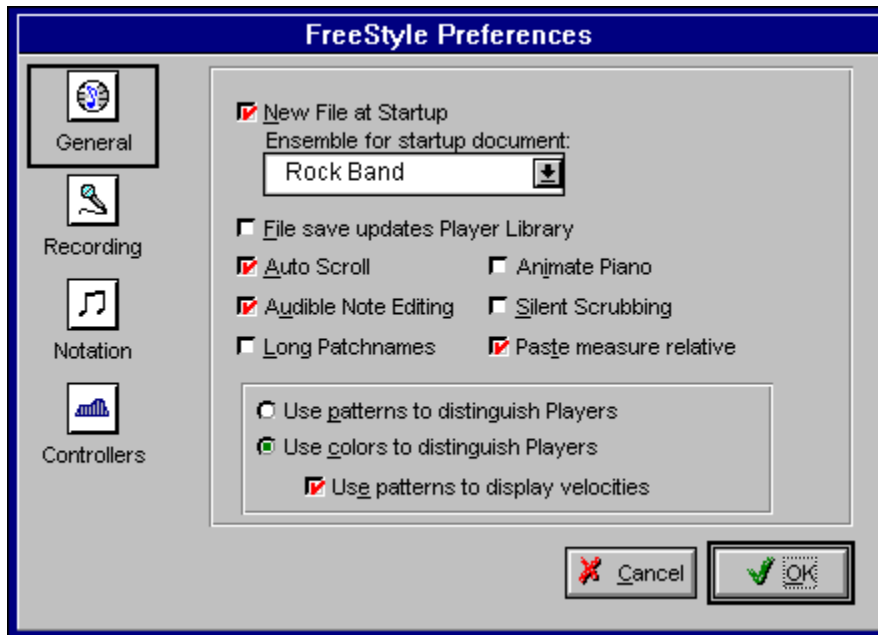 FreeStyle Preferences
General
Recording
Notation
Controllers
New File at Startup
Ensemble for startup document:
Rock Band
File save updates Player Library
Auto Scroll
Animate Piano
Audible Note Editing
Silent Scrubbing
Long Patchnames
Paste measure relative
Use patterns to distinguish Players
Use colors to distinguish Players
Use patterns to display velocities
Cancel
OK